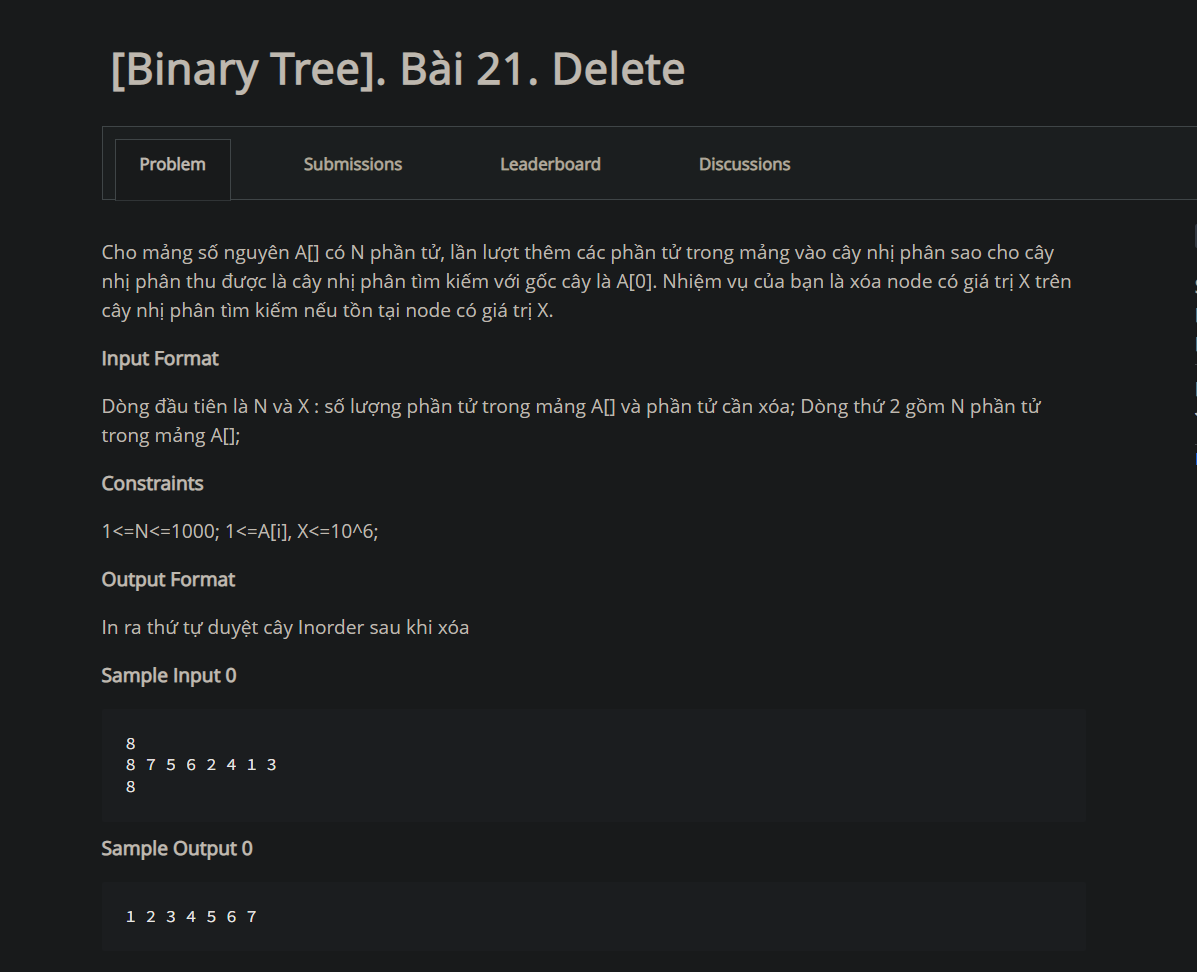 [Binary Tree]. Bài 21. Delete
Problem
Submissions
Leaderboard
Discussions
Cho mảng số nguyên A[] có N phần tử, lần lượt thêm các phần tử trong mảng vào cây nhị phân sao cho cây
nhị phân thu được là cây nhị phân tìm kiếm với gốc cây là A[0]. Nhiệm vụ của bạn là xóa node có giá trị X trên
cây nhị phân tìm kiếm nếu tồn tại node có giá trị X.
Input Format
Dòng đầu tiên là N và X : số lượng phần tử trong mảng A[] và phần tử cần xóa; Dòng thứ 2 gồm N phần tử
trong mảng A[];
Constraints
1<=N<=1000; 1<=A[i], X<=10^6;
Output Format
In ra thứ tự duyệt cây Inorder sau khi xóa
Sample Input 0
8
8 7 5 6 2 4 1 3
8
Sample Output 0
1 2 3 4 5 6 7